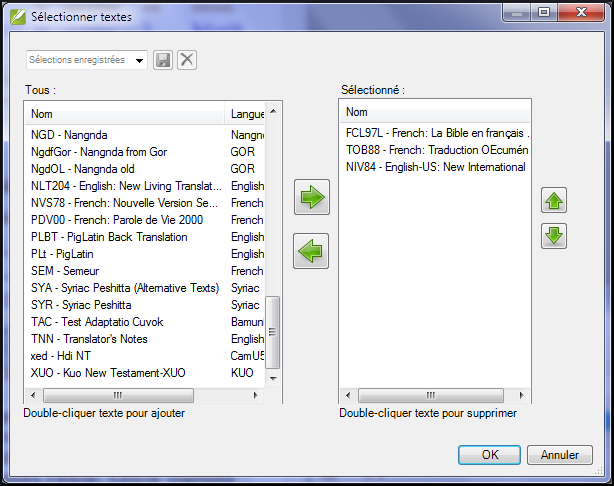 Sélectionner textes
Sélections enregistrées
Tous :
Sélectionné :
Nom Langue
NGD - Nangnda Nangn
NgdfGor - Nangnda from Gor GOR
NgdOL - Nangnda old GOR
NLT204 - English: New Living Translat... English
NVS78 - French: Nouvelle Version Se... French
PDV00 - French: Parole de Vie 2000 French
PLBT - PigLatin Back Translation English
PLt - PigLatin English
SEM - Semeur French
SYA - Syriac Peshitta (Alternative Texts) Syriac
SYR - Syriac Peshitta Syriac
TAC - Test Adaptatio Cuvok Bamun
TNN - Translator's Notes English
xed - Hdi NT CamU5
XUO - Kuo New Testament-XUO KUO
Nom
FCL97L - French: La Bible en français .
TOB88 - French: Traduction OEcumén
NIV84 - English-US: New International
Double-cliquer texte pour ajouter
Double-cliquer texte pour supprimer
OK
Annuler